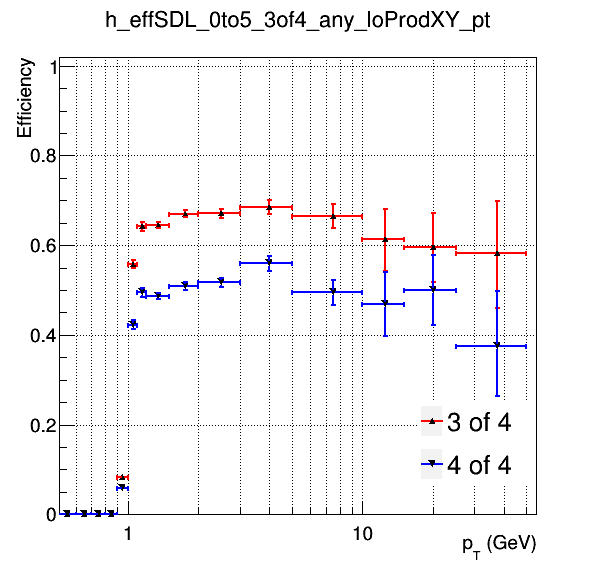 h_effSDL_0to5_3of4_any_loProdXY_pt
Efficiency
1
0.8
0.6
0.4
0.2
0
3 of 4
4 of 4
1
10
p_T (GeV)